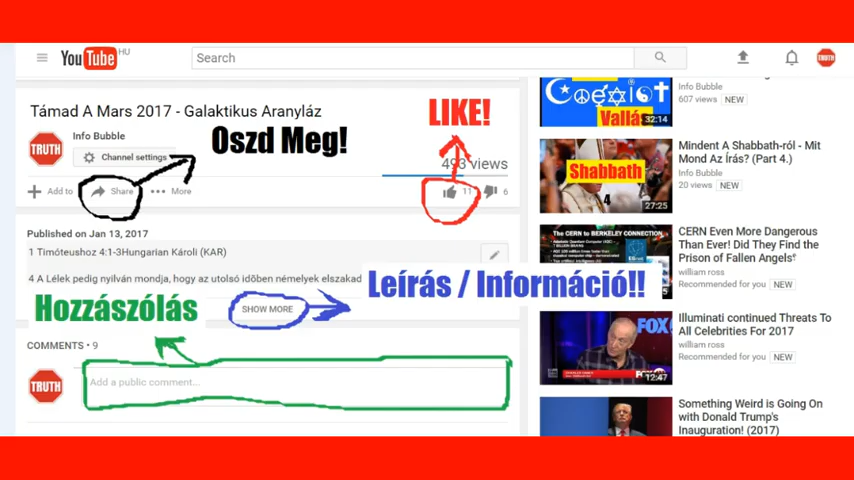 YouTube HU
Search
TRUTH
Támad A Mars 2017 - Galaktikus Aranyláz
LIKE!
TRUTH
Info Bubble
Oszd Meg!
Channel settings
493 views
Add to
Share
More
11
6
Published on Jan 13, 2017
1 Timóteushoz 4:1-3Hungarian Károli (KAR)
4 A Lélek pedig nyilván mondja, hogy az utolsó időben némelyek elszakad
Leírás / Információ!!
Hozzászólás
SHOW MORE
COMMENTS • 9
TRUTH
Add a public comment...
Coexist
Vallás
32:14
Info Bubble
607 views NEW
Shabbath
4
27:25
Mindent A Shabbath-ról - Mit
Mond Az Írás? (Part 4.)
Info Bubble
20 views NEW
The CERN to BERKELEY CONNECTION
CERN Even More Dangerous
Than Ever! Did They Find the
Prison of Fallen Angels"
william ross
Recommended for you NEW
FOX
12:47
Illuminati continued Threats To
All Celebrities For 2017
william ross
Recommended for you NEW
Something Weird is Going On
with Donald Trump's
Inauguration! (2017)